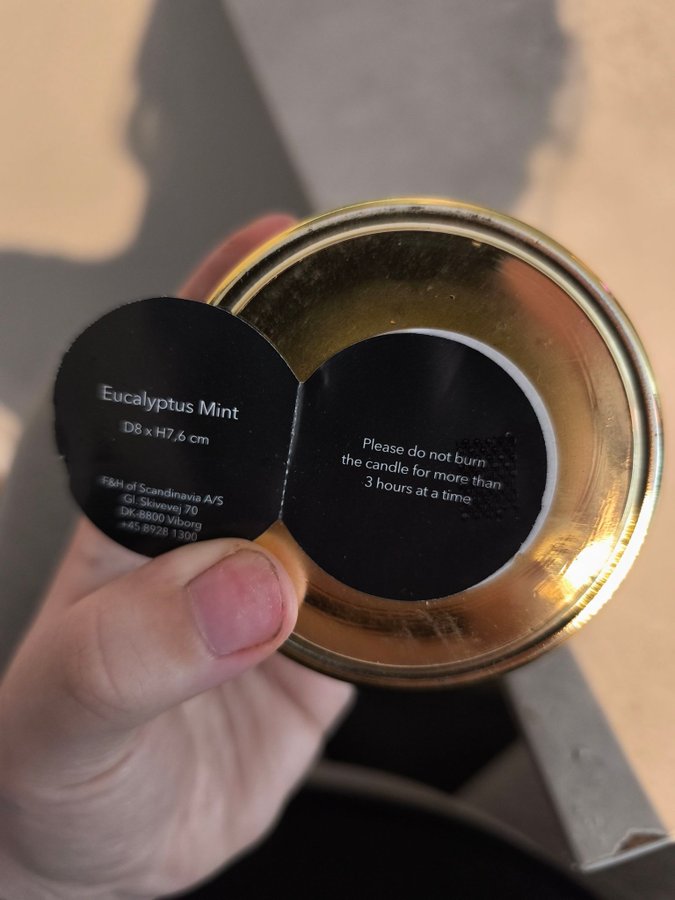 Eucalyptus Mint
D8 x H7,6 cm
F&H of Scandinavia A/S
Gl. Skivevej 70
DK-8800 Viborg
+45 8928 1300
Please do not burn
the candle for more than
3 hours at a time